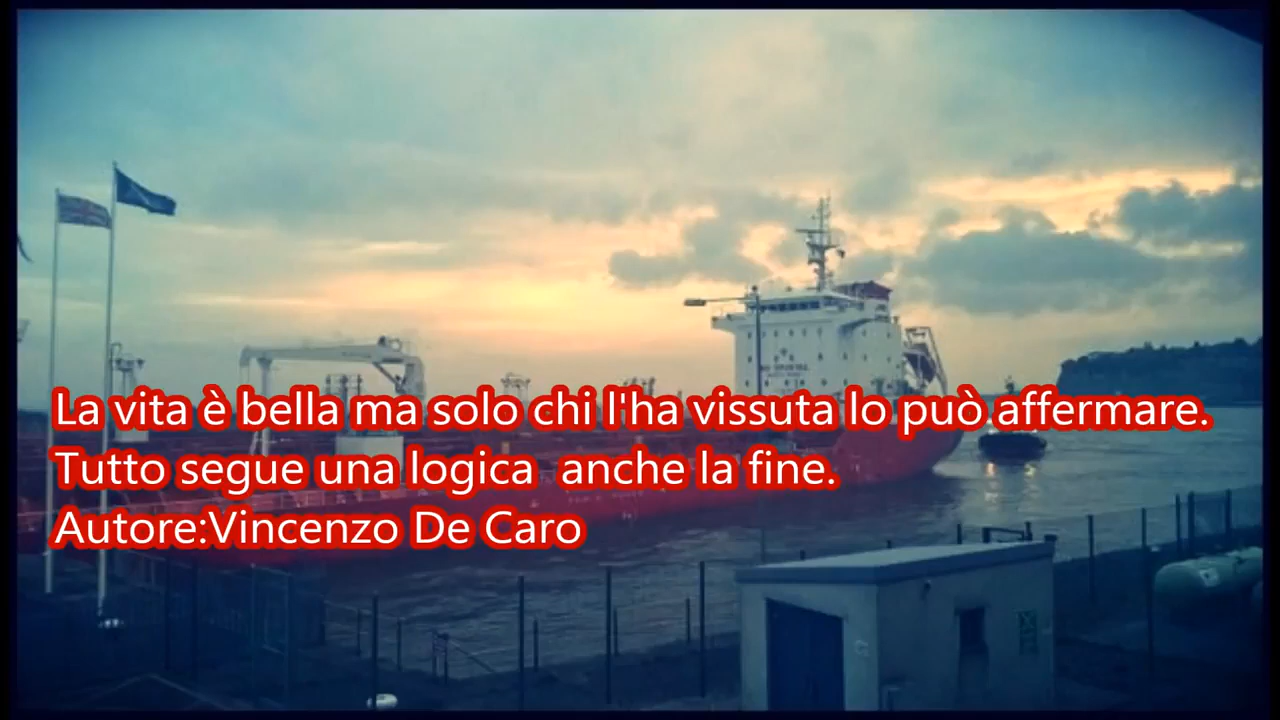 La vita è bella ma solo chi l'ha vissuta lo può affermare.
Tutto segue una logica  anche la fine.
Autore:Vincenzo De Caro